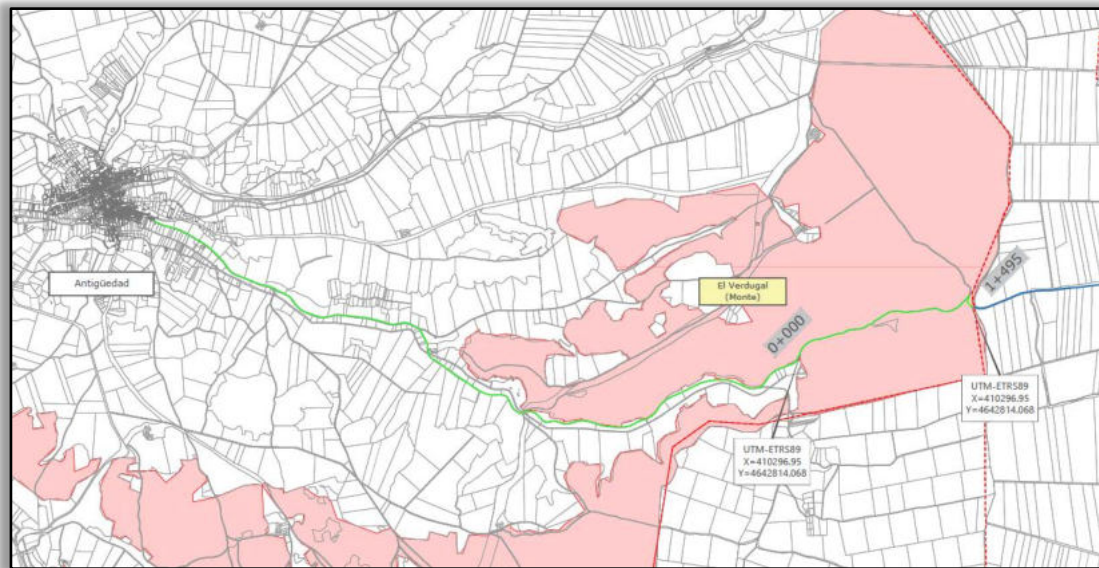 Antigüedad
El Verdugal
(Monte)
0+000
1+495
UTM-ETRS89
X=410296.95
Y=4642814.068
UTM-ETRS89
X=410296.95
Y=4642814.068